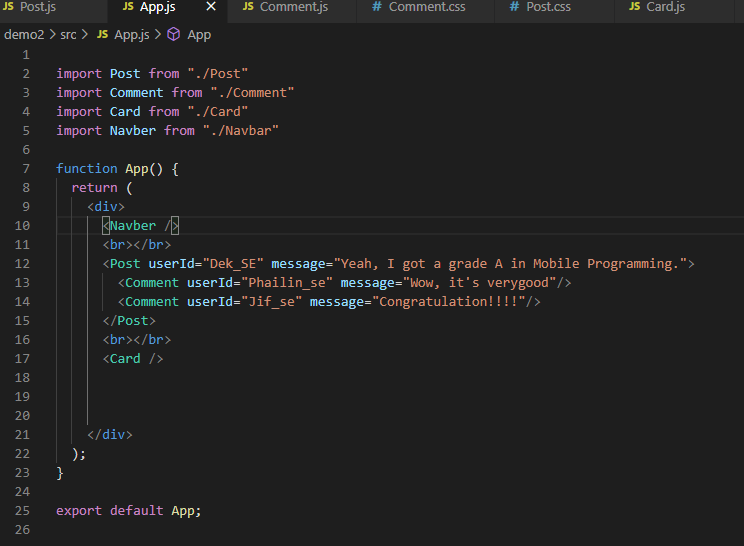 JS Post.js JS App.js × JS Comment.js # Comment.css # Post.css JS Card.js
demo2 > src > JS App.js > App
1
2 import Post from "./Post"
3 import Comment from "./Comment"
4 import Card from "./Card"
5 import Navber from "./Navbar"
6
7 function App() {
8 return (
9 <div>
10 <Navber />
11 <br></br>
12 <Post userId="Dek_SE" message="Yeah, I got a grade A in Mobile Programming.">
13 <Comment userId="Phailin_se" message="Wow, it's verygood"/>
14 <Comment userId="Jif_se" message="Congratulation!!!!"/>
15 </Post>
16 <br></br>
17 <Card />
18
19
20
21 </div>
22 );
23 }
24
25 export default App;
26